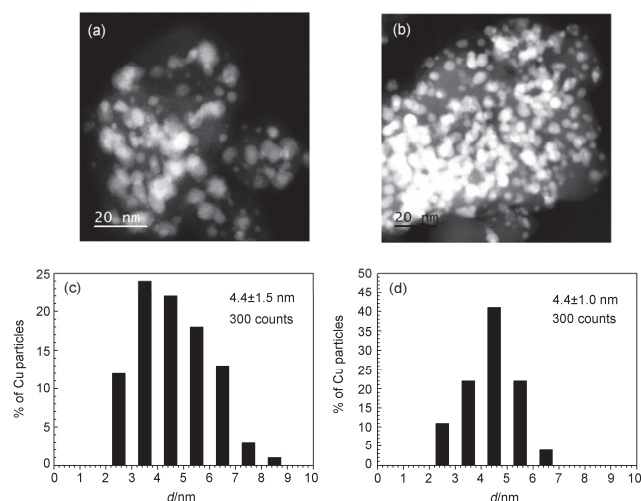 (a)
20 nm
(b)
20 nm
(c)
4.4±1.5 nm
300 counts
% of Cu particles
25
20
15
10
5
0
0 1 2 3 4 5 6 7 8 9 10
d/nm
(d)
4.4±1.0 nm
300 counts
% of Cu particles
50
45
40
35
30
25
20
15
10
5
0
0 1 2 3 4 5 6 7 8 9 10
d/nm